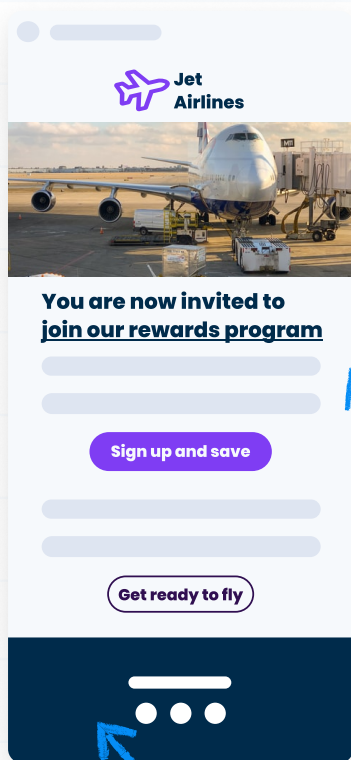 Jet
Airlines
You are now invited to
join our rewards program
Sign up and save
Get ready to fly